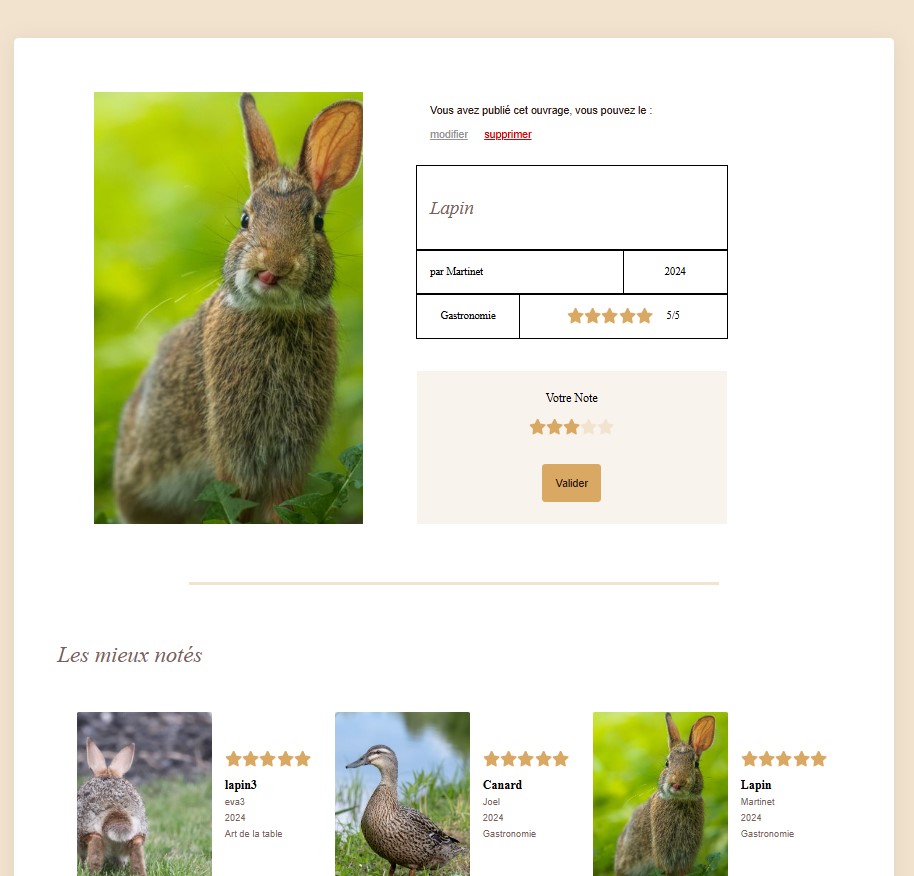 Vous avez publié cet ouvrage, vous pouvez le :
modifier supprimer
Lapin
par Martinet 2024
Gastronomie 5/5
Votre Note
Valider
Les mieux notés
lapin3
eva3
2024
Art de la table
Canard
Joel
2024
Gastronomie
Lapin
Martinet
2024
Gastronomie